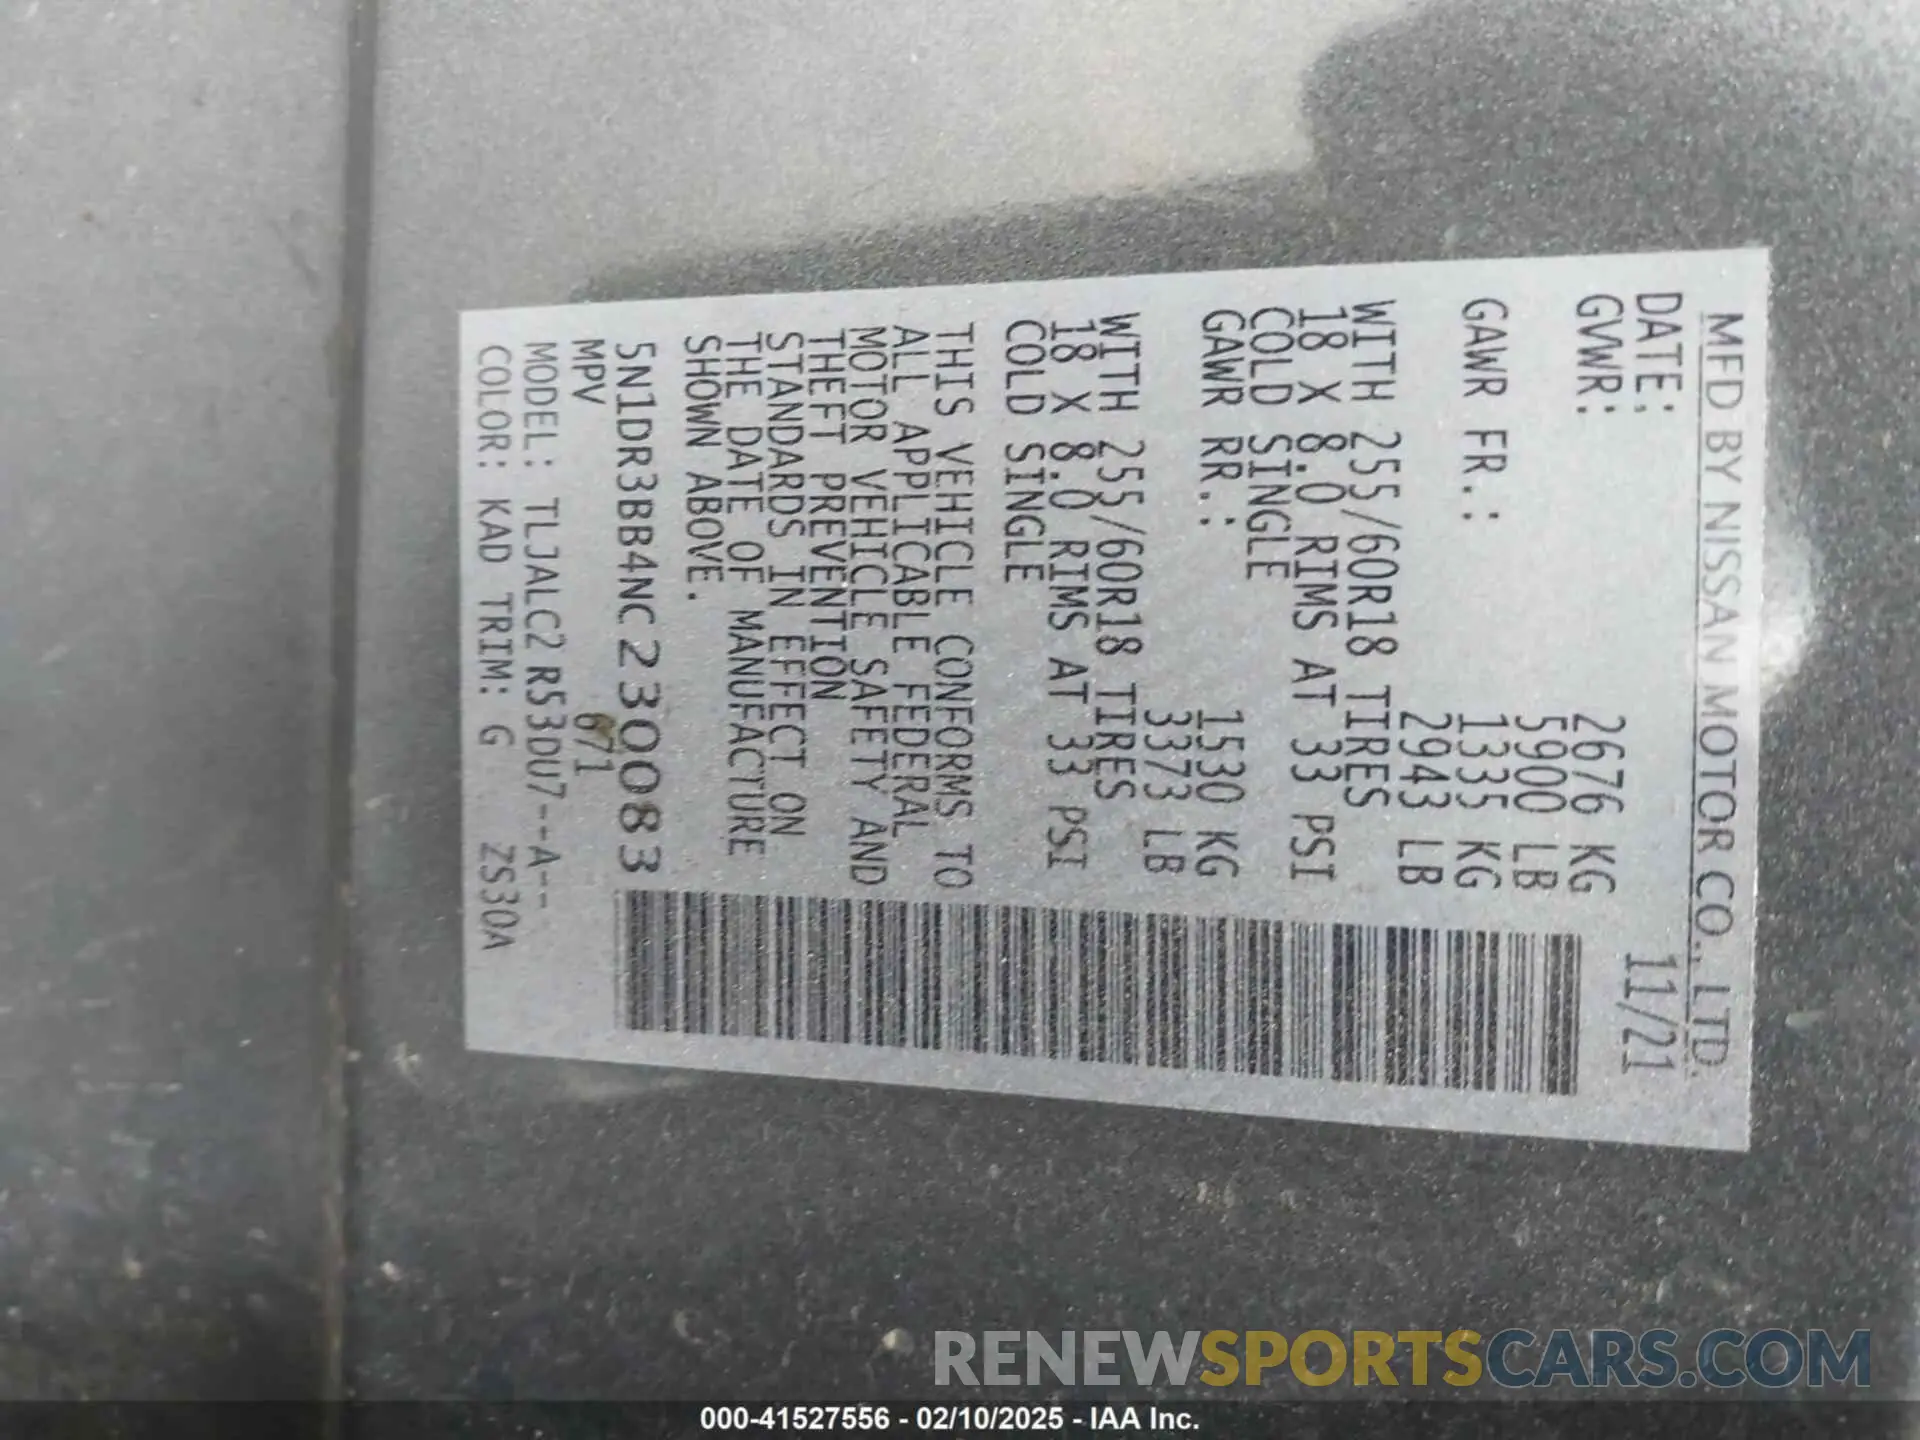 MFD BY NISSAN MOTOR CO., LTD.
DATE: 11/21
GVWR: 2676 KG
5900 LB
GAWR FR.: 1335 KG
2943 LB
WITH 255/60R18 TIRES
18 X 8.0 RIMS AT 33 PSI
COLD SINGLE
GAWR RR.: 1530 KG
3373 LB
WITH 255/60R18 TIRES
18 X 8.0 RIMS AT 33 PSI
COLD SINGLE
THIS VEHICLE CONFORMS TO
ALL APPLICABLE FEDERAL
MOTOR VEHICLE SAFETY AND
THEFT PREVENTION
STANDARDS IN EFFECT ON
THE DATE OF MANUFACTURE
SHOWN ABOVE.
5N1DR3BB4NC230083
MPV 671
MODEL: TLJALC2 R53DU7--A--
COLOR: KAD TRIM: G ZS30A
RENEWSPORTSCARS.COM
000-41527556 - 02/10/2025 - IAA Inc.